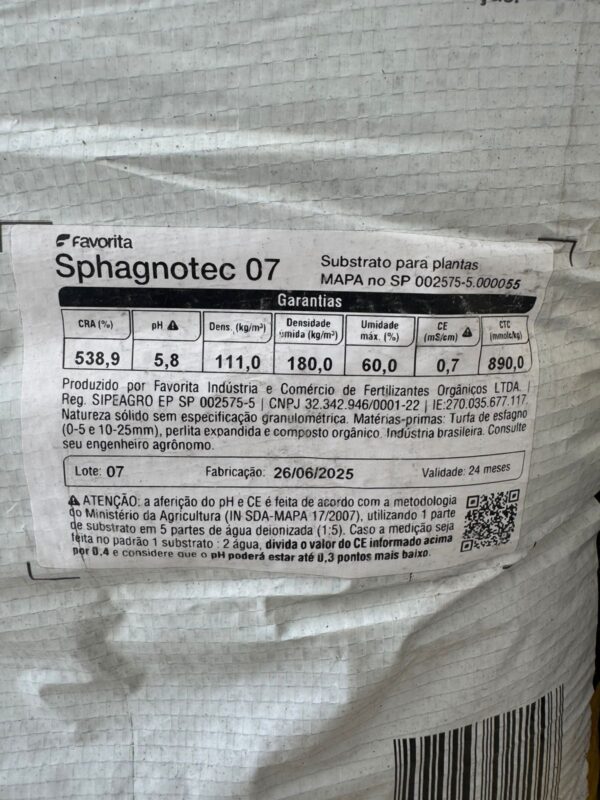 Favorita
Sphagnotec 07
Substrato para plantas
MAPA no SP 002575-5.000055
Garantias
CRA (%) pH Dens. (kg/m³) Densidade úmida (kg/m³) Umidade máx. (%) CE (mS/cm) CTC (mmolc/kg)
538,9 5,8 111,0 180,0 60,0 0,7 890,0
Produzido por Favorita Indústria e Comércio de Fertilizantes Orgânicos LTDA. |
Reg. SIPEAGRO EP SP 002575-5 | CNPJ 32.342.946/0001-22 | IE:270.035.677.117.
Natureza sólido sem especificação granulométrica. Matérias-primas: Turfa de esfagno
(0-5 e 10-25mm), perlita expandida e composto orgânico. Indústria brasileira. Consulte
seu engenheiro agrônomo.
Lote: 07 Fabricação: 26/06/2025 Validade: 24 meses
ATENÇÃO: a aferição do pH e CE é feita de acordo com a metodologia
do Ministério da Agricultura (IN SDA-MAPA 17/2007), utilizando 1 parte
de substrato em 5 partes de água deionizada (1:5). Caso a medição seja
feita no padrão 1 substrato : 2 água, divida o valor do CE informado acima
por 0,4 e considere que o pH poderá estar até 0,3 pontos mais baixo.